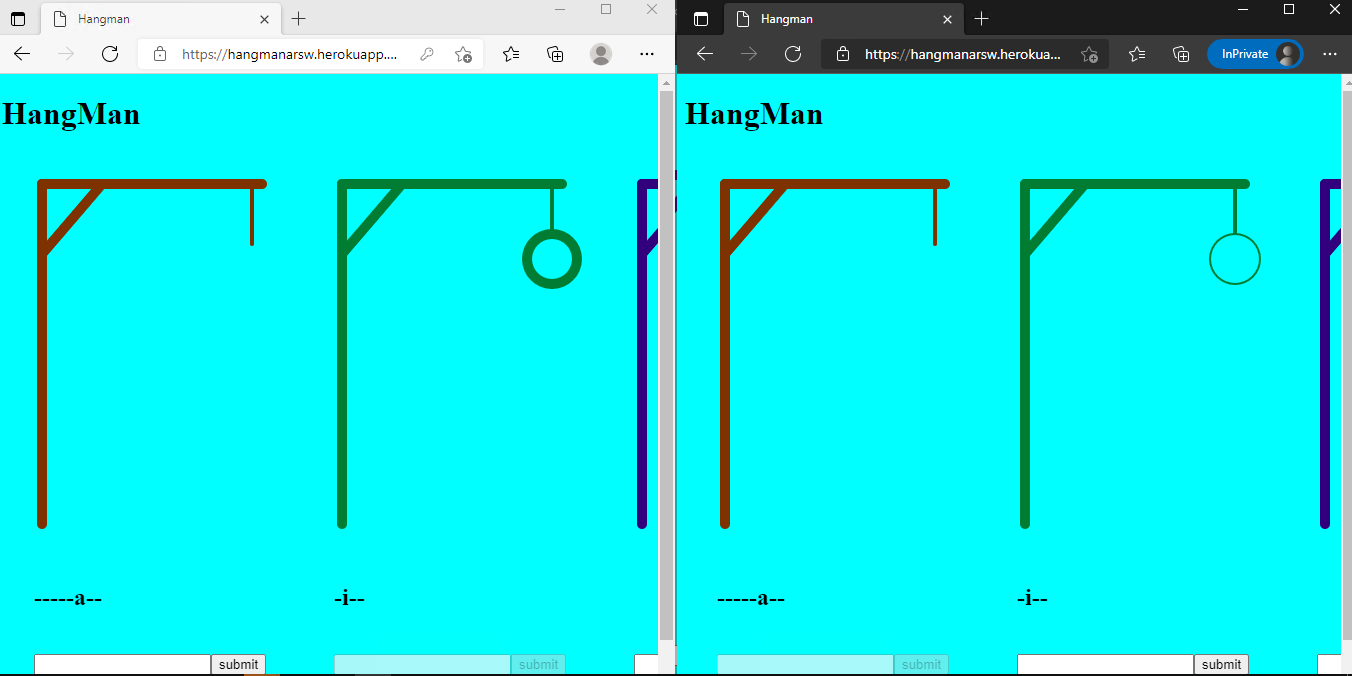 Hangman
https://hangmanarsw.herokuapp....
HangMan
-----a--
-i--
submit
submit
Hangman
https://hangmanarsw.herokua...
InPrivate
HangMan
-----a--
-i--
submit
submit